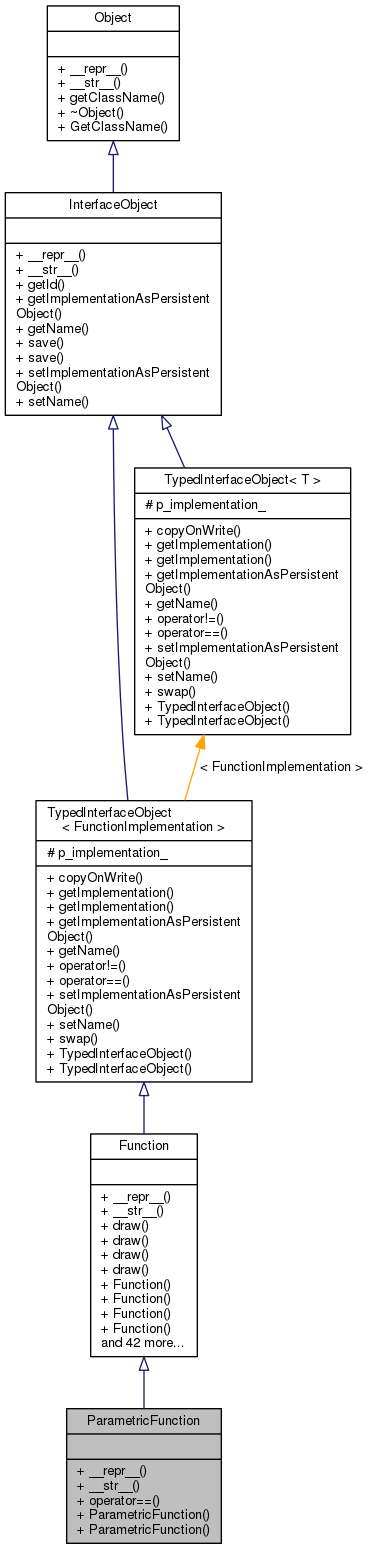 Object
+ __repr__()
+ __str__()
+ getClassName()
+ ~Object()
+ GetClassName()
InterfaceObject
+ __repr__()
+ __str__()
+ getId()
+ getImplementationAsPersistent
Object()
+ getName()
+ save()
+ save()
+ setImplementationAsPersistent
Object()
+ setName()
TypedInterfaceObject< T >
# p_implementation_
+ copyOnWrite()
+ getImplementation()
+ getImplementation()
+ getImplementationAsPersistent
Object()
+ getName()
+ operator!=()
+ operator==()
+ setImplementationAsPersistent
Object()
+ setName()
+ swap()
+ TypedInterfaceObject()
+ TypedInterfaceObject()
< FunctionImplementation >
TypedInterfaceObject
< FunctionImplementation >
# p_implementation_
+ copyOnWrite()
+ getImplementation()
+ getImplementation()
+ getImplementationAsPersistent
Object()
+ getName()
+ operator!=()
+ operator==()
+ setImplementationAsPersistent
Object()
+ setName()
+ swap()
+ TypedInterfaceObject()
+ TypedInterfaceObject()
Function
+ __repr__()
+ __str__()
+ draw()
+ draw()
+ draw()
+ draw()
+ Function()
+ Function()
+ Function()
+ Function()
and 42 more...
ParametricFunction
+ __repr__()
+ __str__()
+ operator==()
+ ParametricFunction()
+ ParametricFunction()